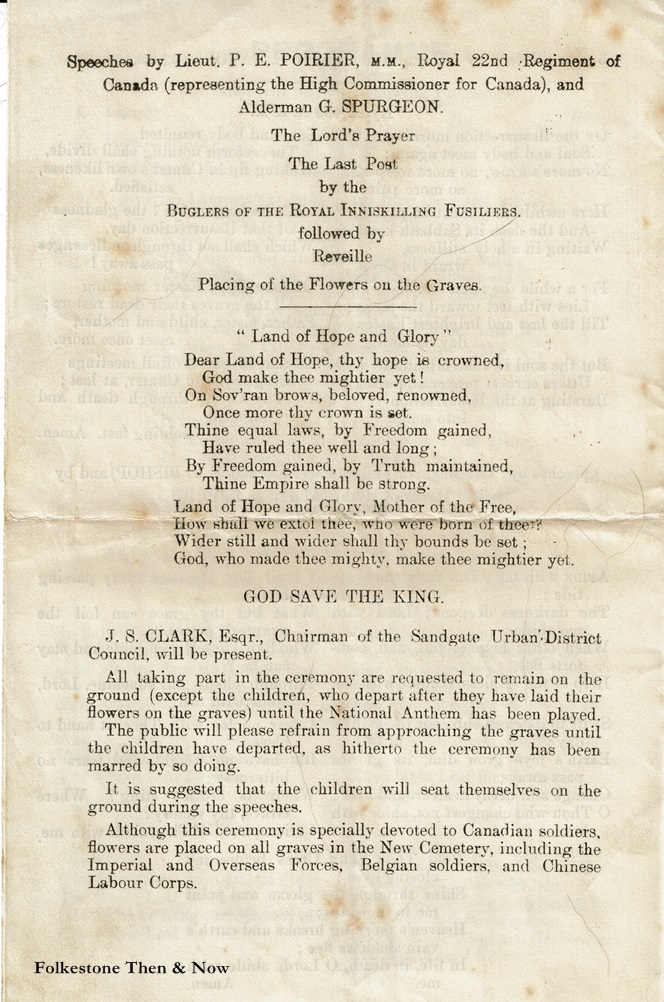 Speeches by Lieut. P. E. POIRIER, M.M., Royal 22nd Regiment of
Canada (representing the High Commissioner for Canada), and
Alderman G. SPURGEON.
The Lord's Prayer
The Last Post
by the
BUGLERS OF THE ROYAL INNISKILLING FUSILIERS.
followed by
Reveille
Placing of the Flowers on the Graves.
" Land of Hope and Glory "
Dear Land of Hope, thy hope is crowned,
God make thee mightier yet !
On Sov'ran brows, beloved, renowned,
Once more thy crown is set.
Thine equal laws, by Freedom gained,
Have ruled thee well and long ;
By Freedom gained, by Truth maintained,
Thine Empire shall be strong.
Land of Hope and Glory, Mother of the Free,
How shall we extol thee, who were born of thee?
Wider still and wider shall thy bounds be set ;
God, who made thee mighty, make thee mightier yet.
GOD SAVE THE KING.
J. S. CLARK, Esqr., Chairman of the Sandgate Urban District
Council, will be present.
All taking part in the ceremony are requested to remain on the
ground (except the children, who depart after they have laid their
flowers on the graves) until the National Anthem has been played.
The public will please refrain from approaching the graves until
the children have departed, as hitherto the ceremony has been
marred by so doing.
It is suggested that the children will seat themselves on the
ground during the speeches.
Although this ceremony is specially devoted to Canadian soldiers,
flowers are placed on all graves in the New Cemetery, including the
Imperial and Overseas Forces, Belgian soldiers, and Chinese
Labour Corps.
Folkestone Then & Now